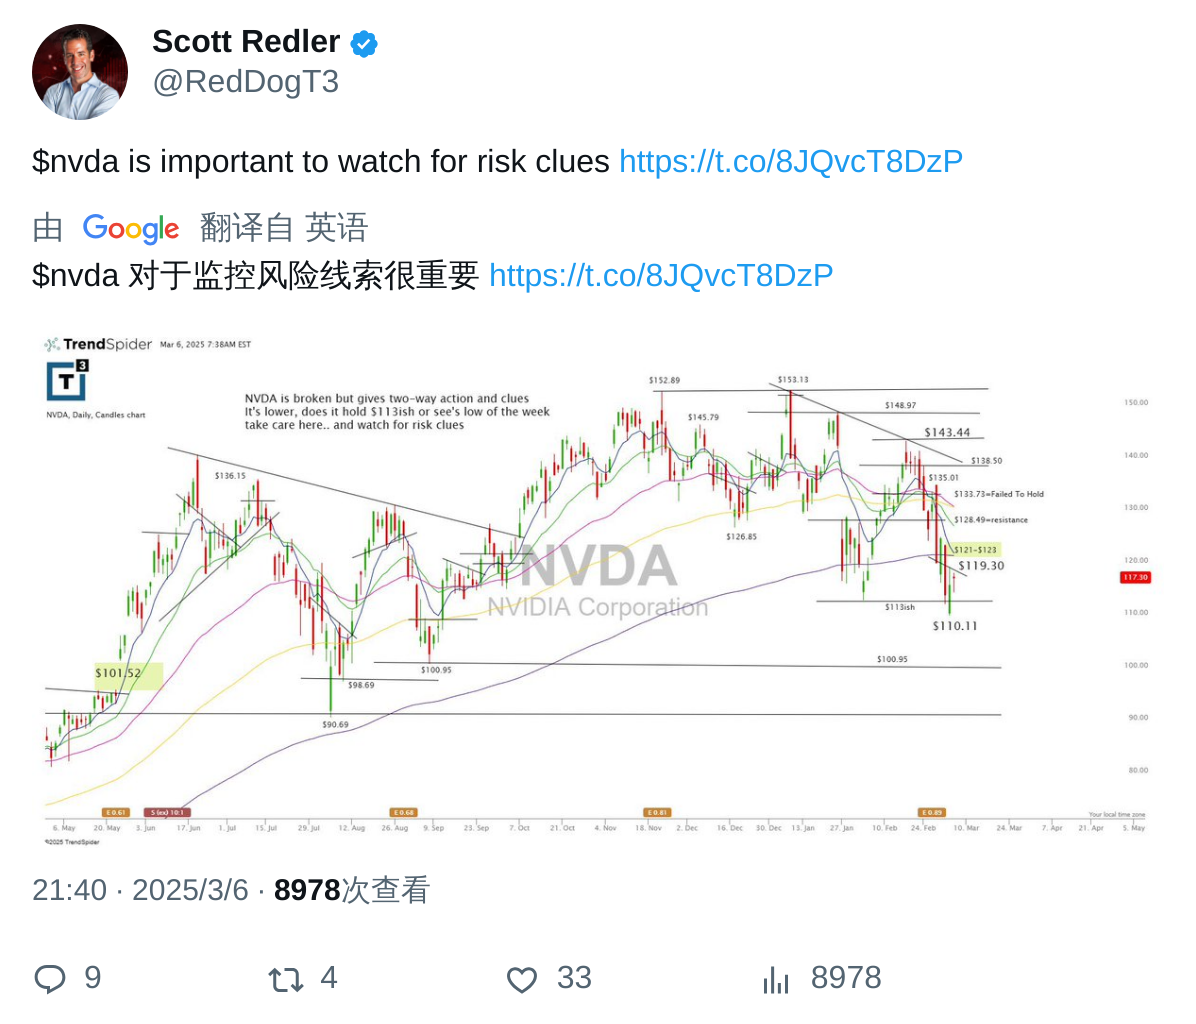 Scott Redler
@RedDogT3
$nvda is important to watch for risk clues https://t.co/8JQvcT8DzP
由 Google 翻译自 英语
$nvda 对于监控风险线索很重要 https://t.co/8JQvcT8DzP
TrendSpider Mar 6, 2025 7:38AM EST
T3
NVDA, Daily, Candles chart
NVDA is broken but gives two-way action and clues
It's lower, does it hold $113ish or see's low of the week
take care here.. and watch for risk clues
$152.89
$153.13
$148.97
$145.79
$143.44
$138.50
$136.15
$135.01
$133.73=Failed To Hold
$128.49=resistance
$126.85
$121-$123
$119.30
$113ish
$110.11
$101.52
$100.95
$100.95
$98.69
$90.69
NVDA
NVIDIA Corporation
150.00
140.00
130.00
120.00
117.30
110.00
100.00
90.00
80.00
E 0.61
S (ex) 10:1
E 0.68
E 0.81
E 0.89
Your local time zone
6. May 20. May 3. Jun 17. Jun 1. Jul 15. Jul 29. Jul 12. Aug 26. Aug 9. Sep 23. Sep 7. Oct 21. Oct 4. Nov 18. Nov 2. Dec 16. Dec 30. Dec 13. Jan 27. Jan 10. Feb 24. Feb 10. Mar 24. Mar 7. Apr 21. Apr 5. May
©2025 TrendSpider
21:40 · 2025/3/6 · 8978次查看
9 4 33 8978